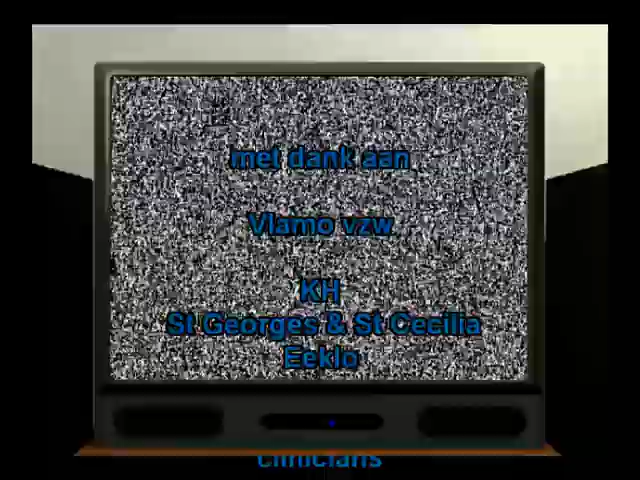 met dank aan
Vlamo vzw
KH
St Georges & St Cecilia
Eeklo
clinicians